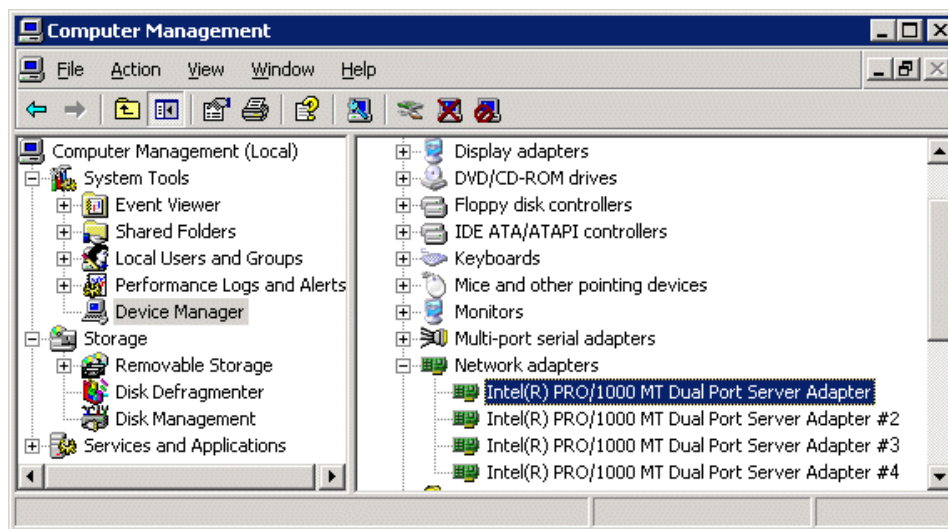 Computer Management
File Action View Window Help
Computer Management (Local)
System Tools
Event Viewer
Shared Folders
Local Users and Groups
Performance Logs and Alerts
Device Manager
Storage
Removable Storage
Disk Defragmenter
Disk Management
Services and Applications
Display adapters
DVD/CD-ROM drives
Floppy disk controllers
IDE ATA/ATAPI controllers
Keyboards
Mice and other pointing devices
Monitors
Multi-port serial adapters
Network adapters
Intel(R) PRO/1000 MT Dual Port Server Adapter
Intel(R) PRO/1000 MT Dual Port Server Adapter #2
Intel(R) PRO/1000 MT Dual Port Server Adapter #3
Intel(R) PRO/1000 MT Dual Port Server Adapter #4